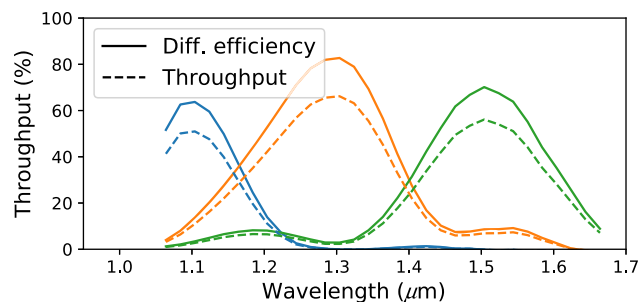 100
80
60
40
20
0
Throughput (%)
Diff. efficiency
Throughput
1.0 1.1 1.2 1.3 1.4 1.5 1.6 1.7
Wavelength (μm)